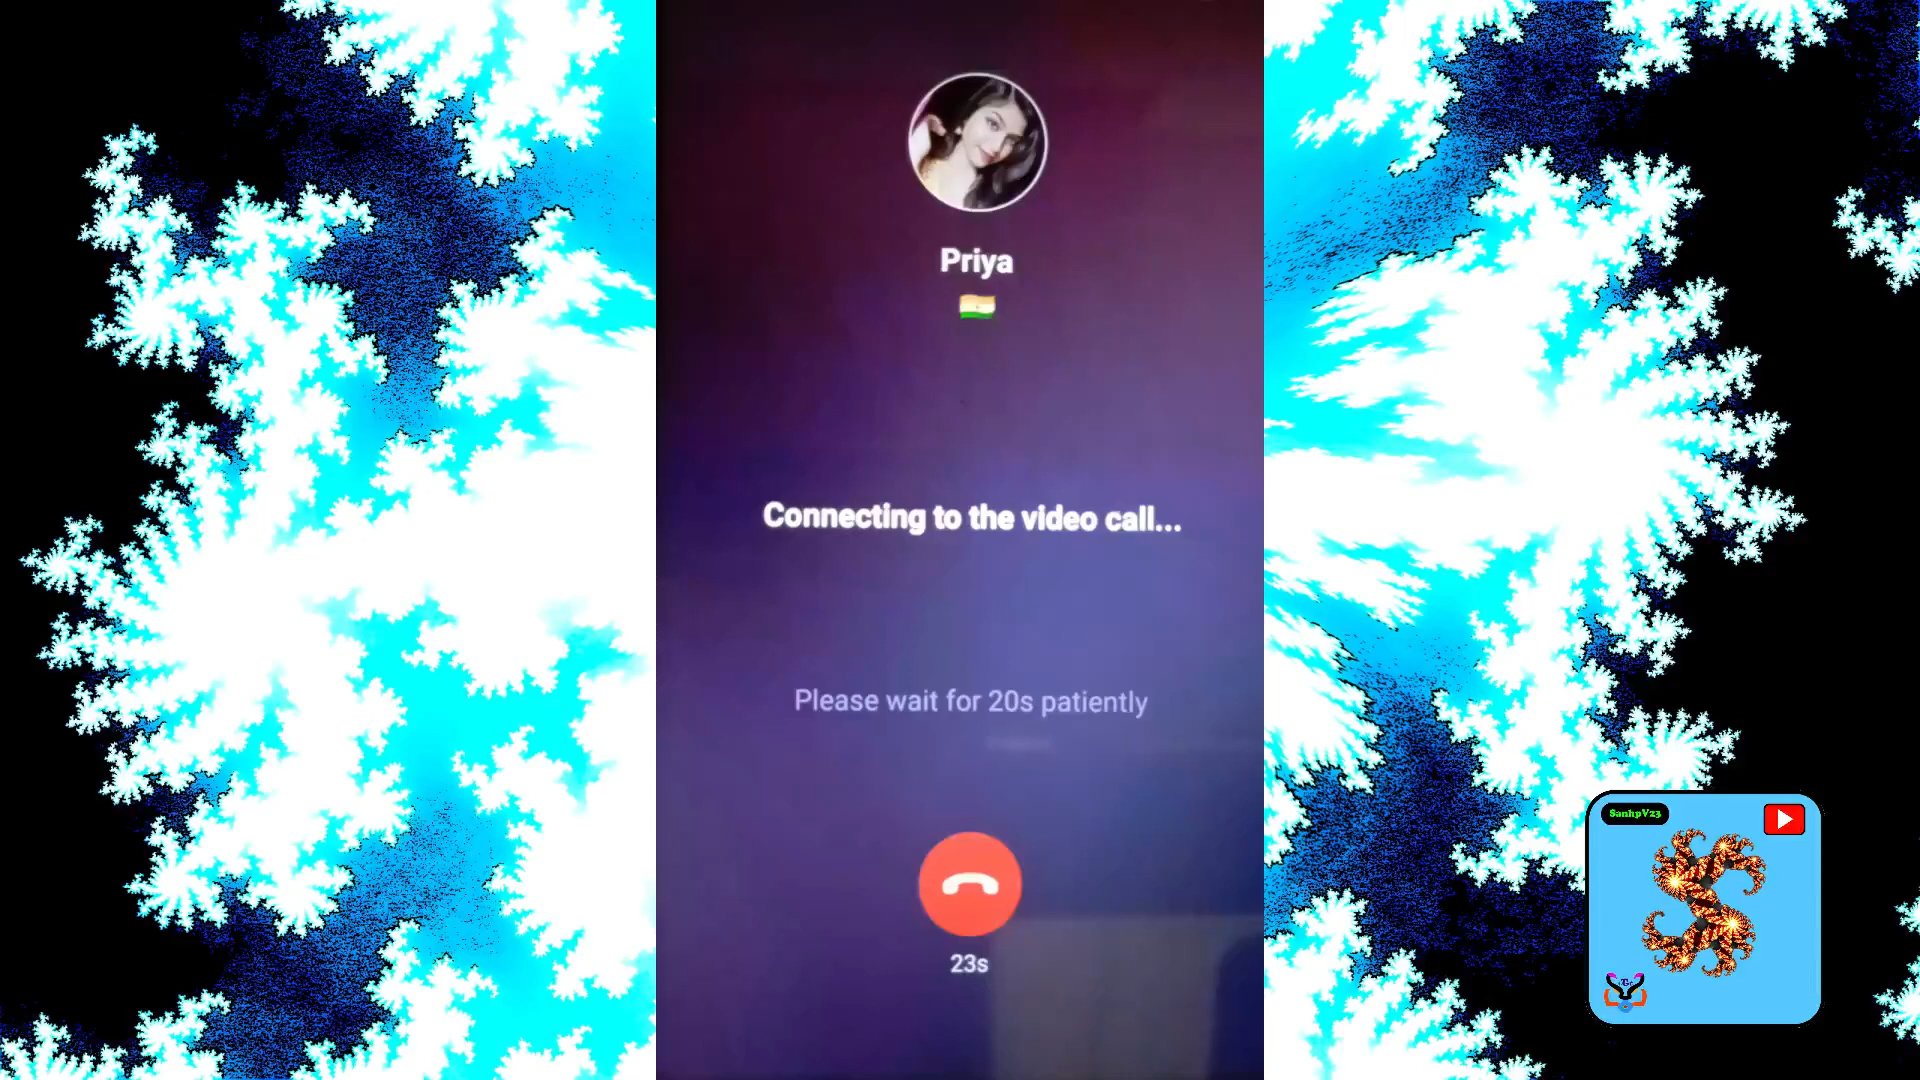 Priya
Connecting to the video call...
Please wait for 20s patiently
23s
SanhpV23